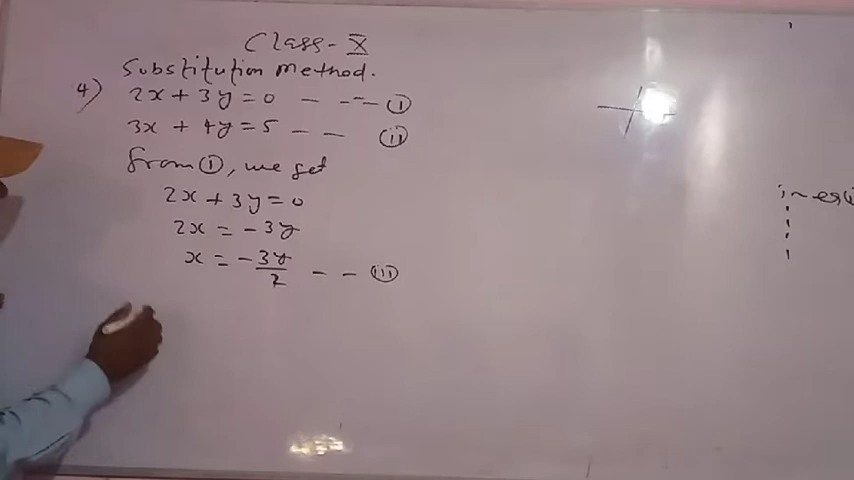 Class-X
Substitution Method.
4) 2x + 3y = 0 - - - - (i)
3x + 4y = 5 - - (ii)
From (i), we get
2x + 3y = 0
2x = -3y
x = -3y/2 - - (iii)